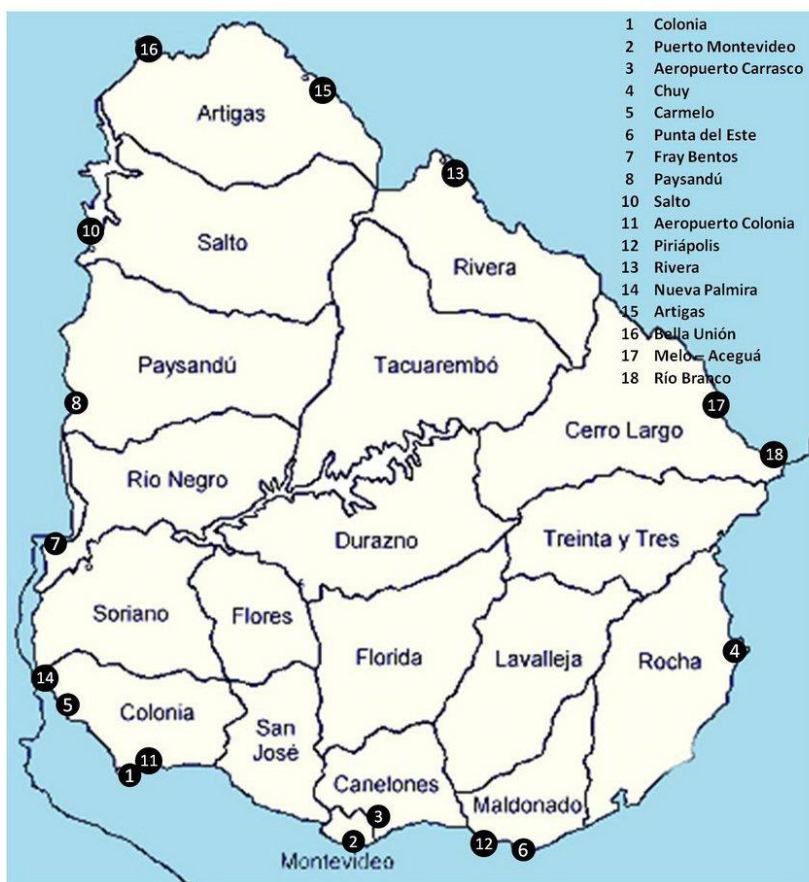 1 Colonia
2 Puerto Montevideo
3 Aeropuerto Carrasco
4 Chuy
5 Carmelo
6 Punta del Este
7 Fray Bentos
8 Paysandú
10 Salto
11 Aeropuerto Colonia
12 Piriápolis
13 Rivera
14 Nueva Palmira
15 Artigas
16 Bella Unión
17 Melo – Aceguá
18 Río Branco
16
15
Artigas
13
10
Salto
Rivera
Paysandú
Tacuarembó
8
17
Cerro Largo
18
Río Negro
7
Durazno
Treinta y Tres
Soriano
Flores
Florida
Lavalleja
Rocha
4
14
5
Colonia
San
José
1
11
Canelones
Maldonado
3
2
12
6
Montevideo